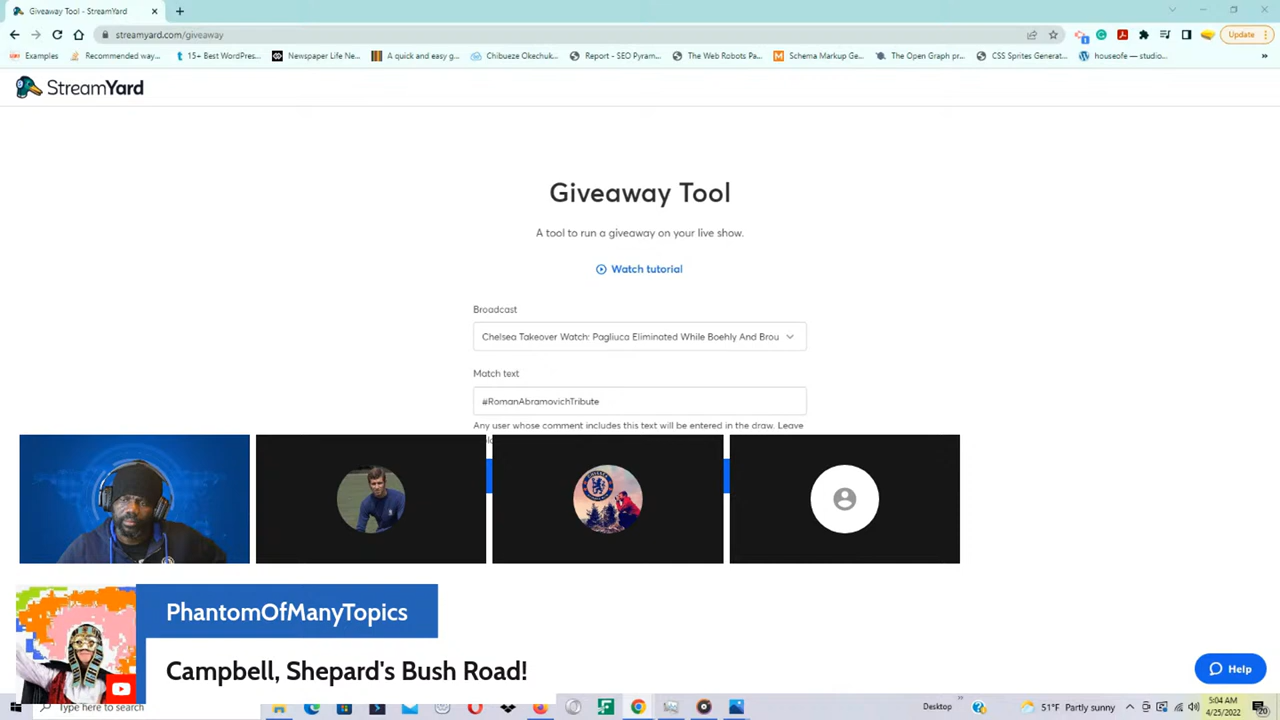 Giveaway Tool - StreamYard
streamyard.com/giveaway
Update
Examples
Recommended way...
15+ Best WordPress...
Newspaper Life Ne...
A quick and easy g...
Chibueze Okechuk...
Report - SEO Pyram...
The Web Robots Pa...
Schema Markup Ge...
The Open Graph pr...
CSS Sprites Generat...
houseofe — studio...
StreamYard
Giveaway Tool
A tool to run a giveaway on your live show.
Watch tutorial
Broadcast
Chelsea Takeover Watch: Pagliuca Eliminated While Boehly And Brou
Match text
#RomanAbramovichTribute
Any user whose comment includes this text will be entered in the draw. Leave
PhantomOfManyTopics
Campbell, Shepard's Bush Road!
Help
Type here to search
Desktop
51°F Partly sunny
5:04 AM
4/25/2022